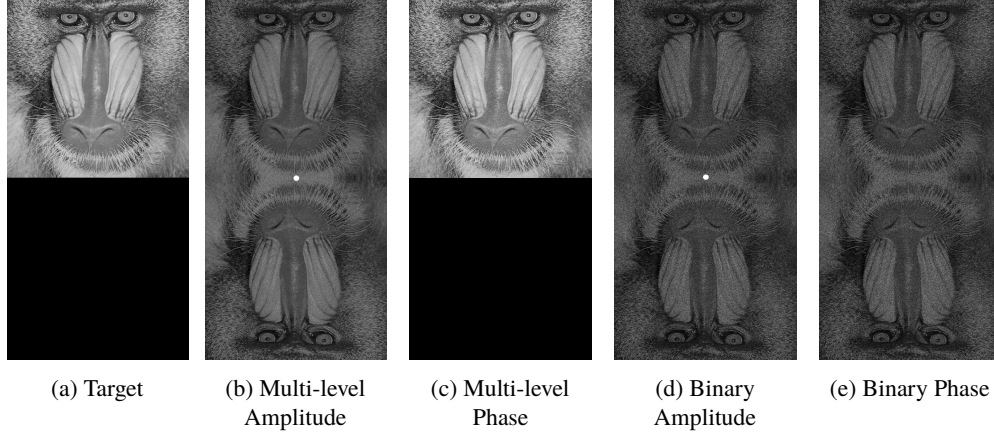 (a) Target
(b) Multi-level
Amplitude
(c) Multi-level
Phase
(d) Binary
Amplitude
(e) Binary Phase